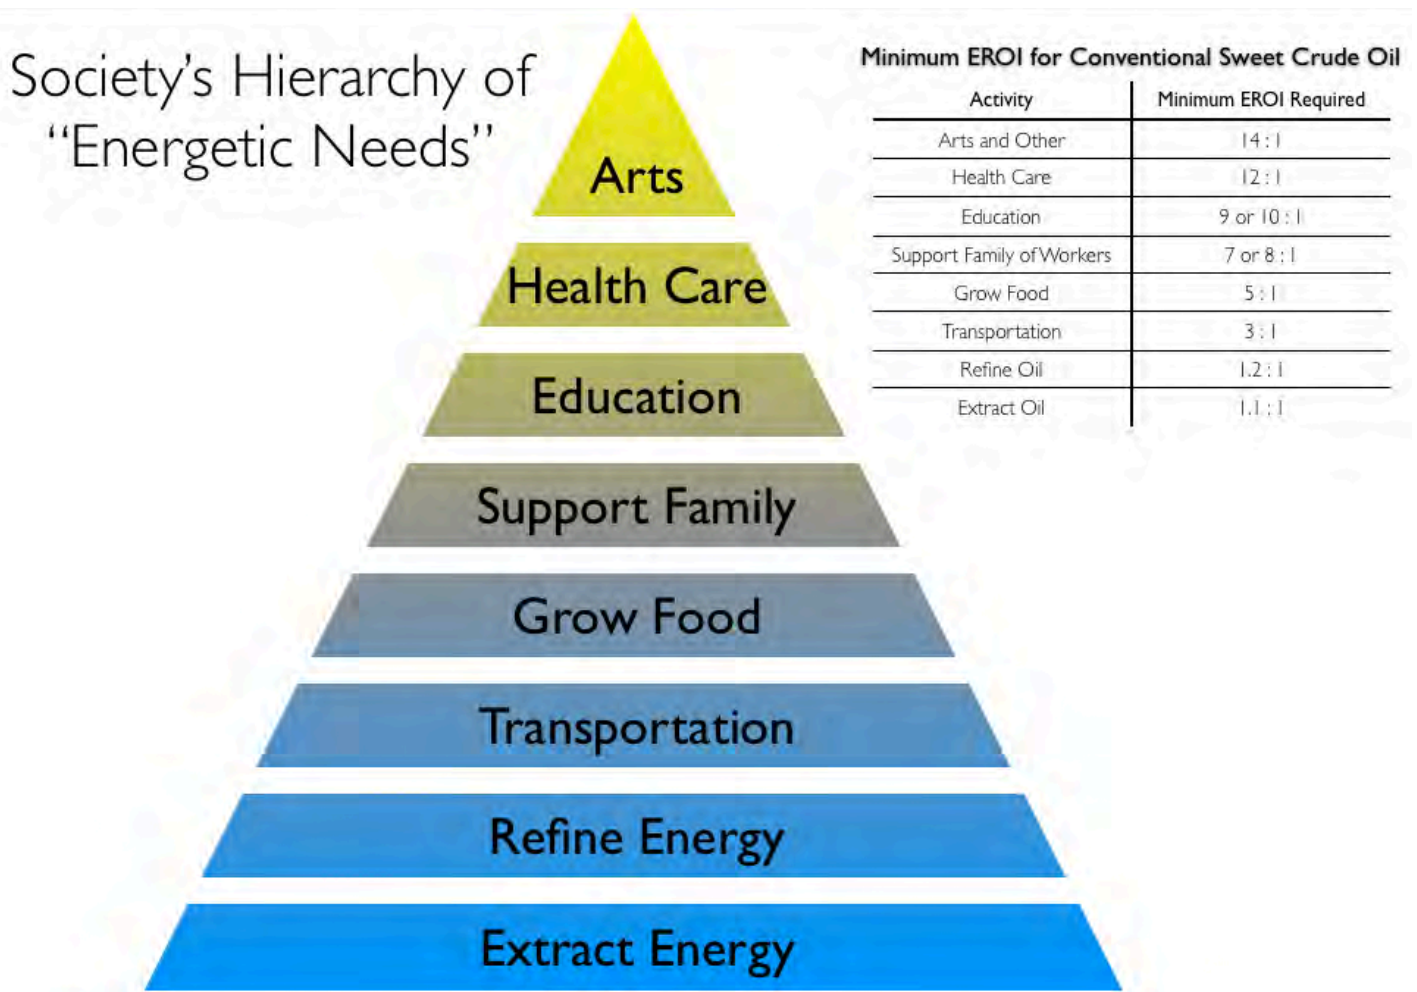 Society's Hierarchy of
"Energetic Needs"
Arts
Health Care
Education
Support Family
Grow Food
Transportation
Refine Energy
Extract Energy
Minimum EROI for Conventional Sweet Crude Oil
Activity Minimum EROI Required
Arts and Other 14 : 1
Health Care 12 : 1
Education 9 or 10 : 1
Support Family of Workers 7 or 8 : 1
Grow Food 5 : 1
Transportation 3 : 1
Refine Oil 1.2 : 1
Extract Oil 1.1 : 1